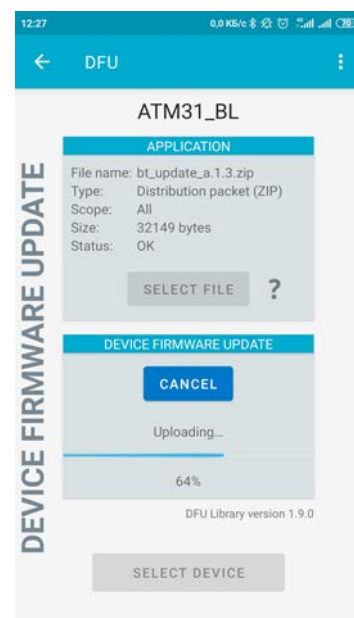 12:27
0,0 КБ/с
← DFU
ATM31_BL
APPLICATION
File name: bt_update_a.1.3.zip
Type: Distribution packet (ZIP)
Scope: All
Size: 32149 bytes
Status: OK
SELECT FILE ?
DEVICE FIRMWARE UPDATE
CANCEL
Uploading...
64%
DFU Library version 1.9.0
SELECT DEVICE
DEVICE FIRMWARE UPDATE